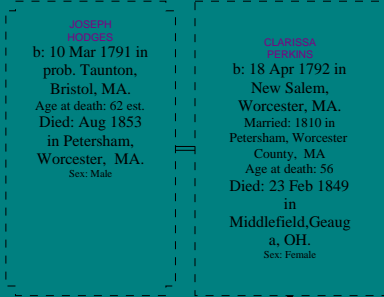 JOSEPH
HODGES
b: 10 Mar 1791 in
prob. Taunton,
Bristol, MA.
Age at death: 62 est.
Died: Aug 1853
in Petersham,
Worcester,  MA.
Sex: Male
CLARISSA
PERKINS
b: 18 Apr 1792 in
New Salem,
Worcester, MA.
Married: 1810 in
Petersham, Worcester
County,  MA
Age at death: 56
Died: 23 Feb 1849
in
Middlefield,Geaug
a, OH.
Sex: Female